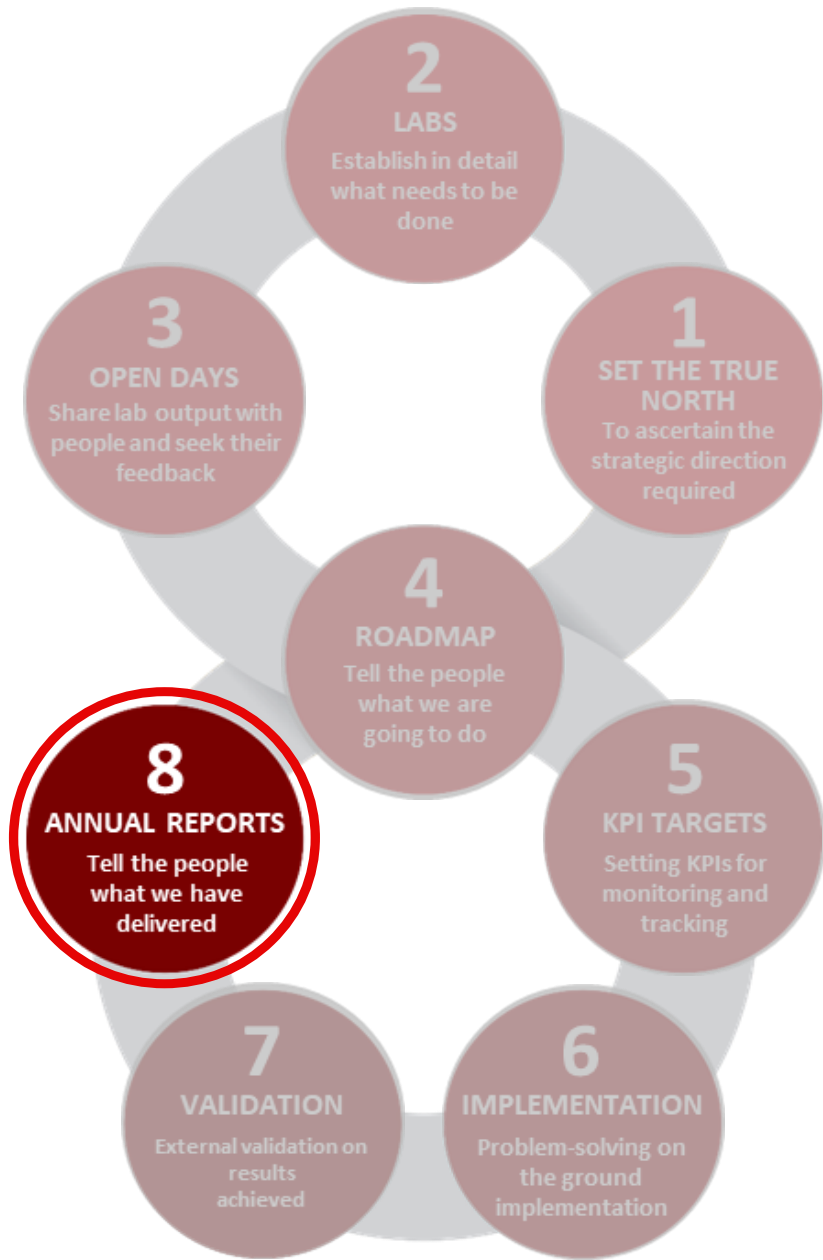 2
LABS
Establish in detail
what needs to be
done
3
OPEN DAYS
Share lab output with
people and seek their
feedback
1
SET THE TRUE
NORTH
To ascertain the
strategic direction
required
4
ROADMAP
Tell the people
what we are
going to do
8
ANNUAL REPORTS
Tell the people
what we have
delivered
5
KPI TARGETS
Setting KPIs for
monitoring and
tracking
7
VALIDATION
External validation on
results
achieved
6
IMPLEMENTATION
Problem-solving on
the ground
implementation